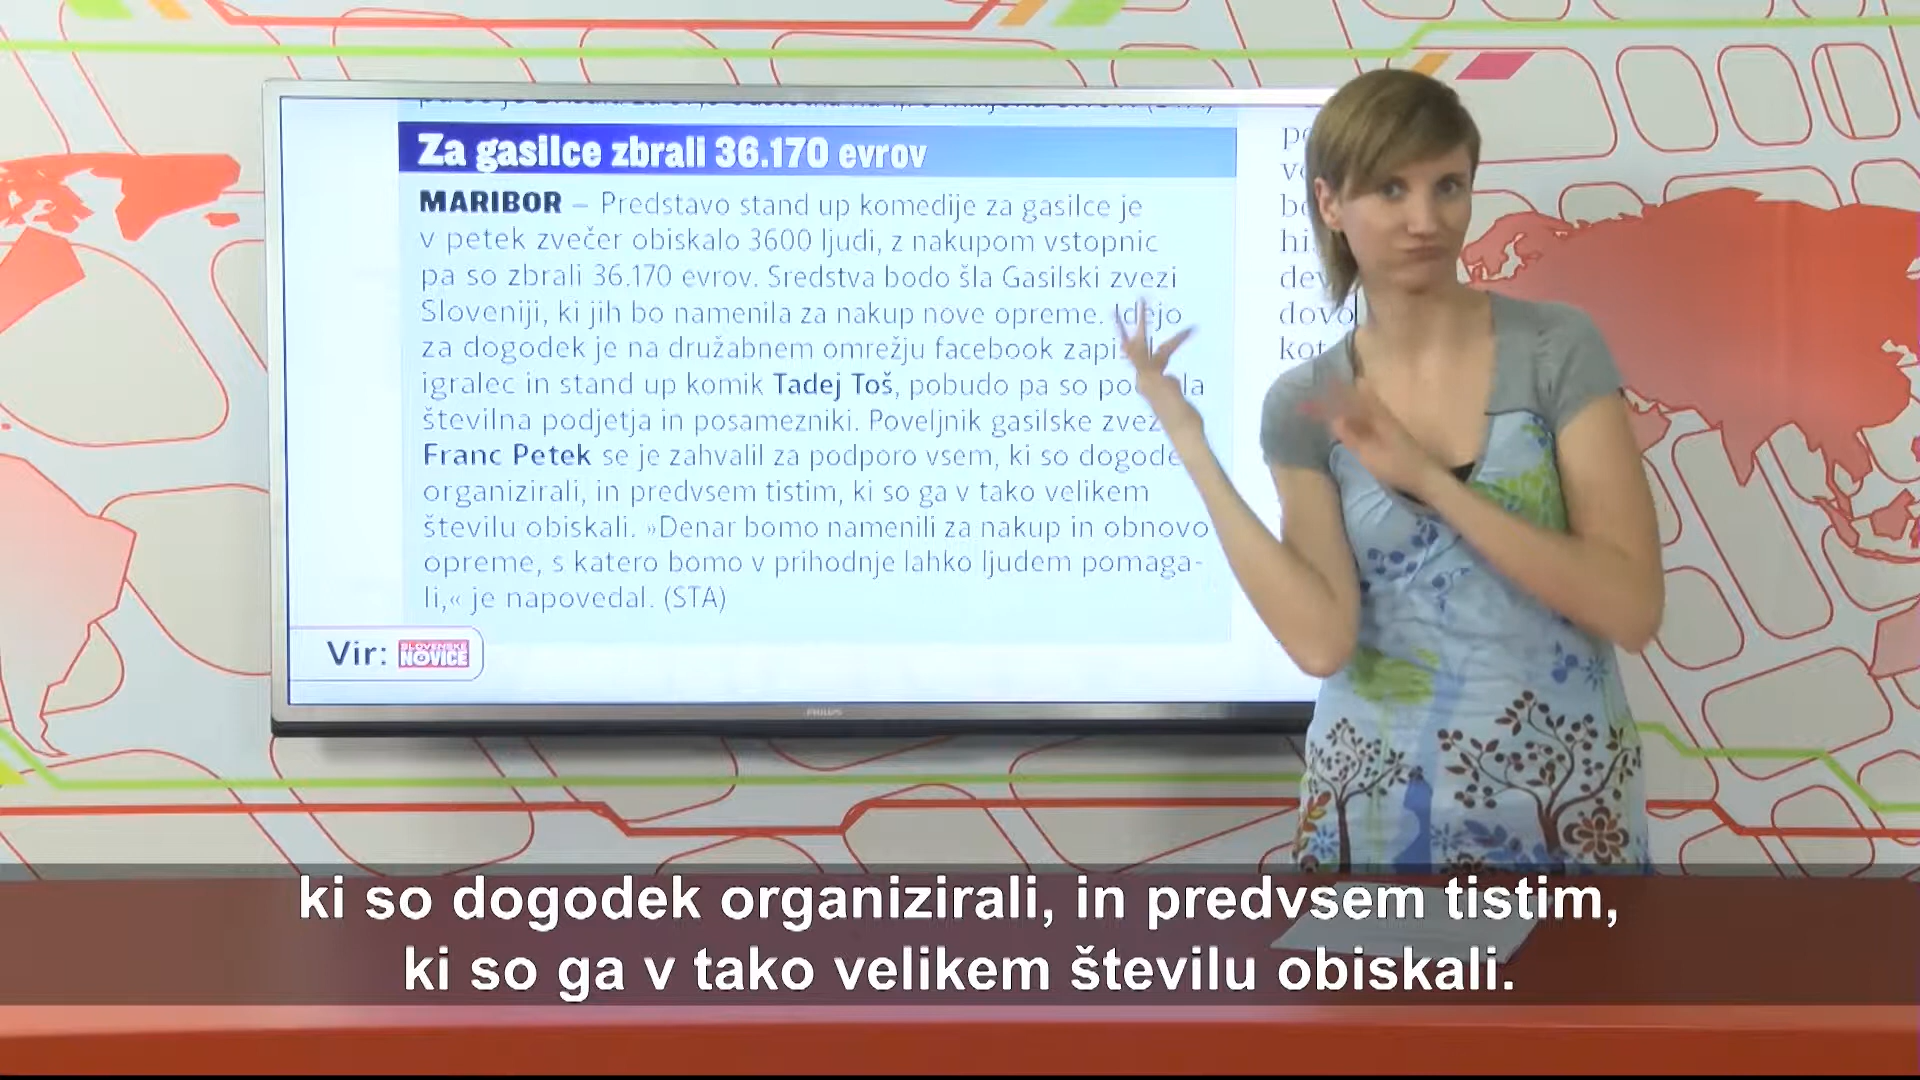 Za gasilce zbrali 36.170 evrov
MARIBOR – Predstavo stand up komedije za gasilce je
v petek zvečer obiskalo 3600 ljudi, z nakupom vstopnic
pa so zbrali 36.170 evrov. Sredstva bodo šla Gasilski zvezi
Sloveniji, ki jih bo namenila za nakup nove opreme. Idejo
za dogodek je na družabnem omrežju facebook
igralec in stand up komik Tadej Toš, pobudo pa so
številna podjetja in posamezniki. Poveljnik gasilske
Franc Petek se je zahvalil za podporo vsem, ki so
organizirali, in predvsem tistim, ki so ga v tako velikem
številu obiskali. »Denar bomo namenili za nakup in obnovo
opreme, s katero bomo v prihodnje lahko ljudem pomaga-
li,« je napovedal. (STA)
Vir: SLOVENSKE NOVICE
PHILIPS
ki so dogodek organizirali, in predvsem tistim,
ki so ga v tako velikem številu obiskali.